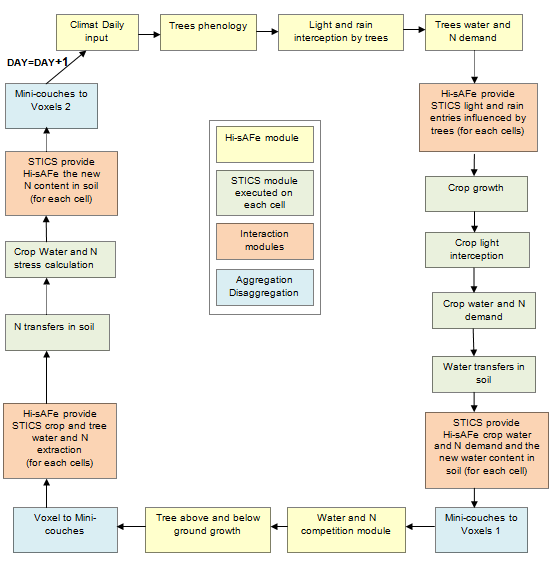 Climat Daily
input
Trees phenology
Light and rain
interception by trees
Trees water and
N demand
DAY=DAY+1
Mini-couches to
Voxels 2
Hi-sAFe provide
STICS light and rain
entries influenced by
trees (for each cells)
Hi-sAFe module
STICS module
executed on
each cell
Interaction
modules
Aggregation
Disaggregation
STICS provide
Hi-sAFe the new
N content in soil
(for each cell)
Crop growth
Crop light
interception
Crop Water and N
stress calculation
Crop water and N
demand
N transfers in soil
Water transfers in
soil
Hi-sAFe provide
STICS crop and tree
water and N
extraction
(for each cells)
STICS provide
Hi-sAFe crop water
and N demand and the
new water content in
soil (for each cell)
Voxel to Mini-
couches
Tree above and below
ground growth
Water and N
competition module
Mini-couches to
Voxels 1